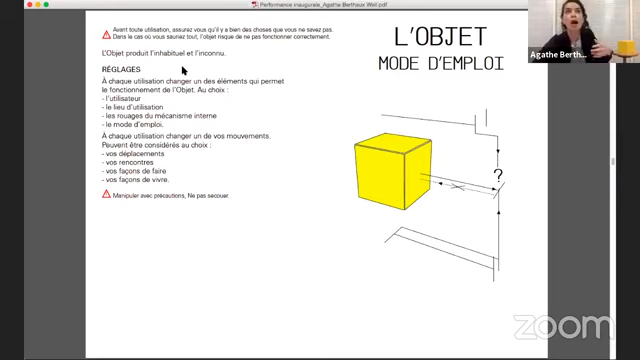 Performance inaugurale_Agathe Berthaux Weil.pdf
Avant toute utilisation, assurez vous qu'il y a bien des choses que vous ne savez pas.
Dans le cas où vous sauriez tout, l'objet risque de ne pas fonctionner correctement.
L'Objet produit l'inhabituel et l'inconnu.
RÉGLAGES
À chaque utilisation changer un des éléments qui permet
le fonctionnement de l'Objet. Au choix :
- l'utilisateur
- le lieu d'utilisation
- les rouages du mécanisme interne
- le mode d'emploi.
À chaque utilisation changer un de vos mouvements.
Peuvent être considérés au choix :
- vos déplacements
- vos rencontres
- vos façons de faire
- vos façons de vivre.
Manipuler avec précautions, Ne pas secouer.
L'OBJET
MODE D'EMPLOI
?
Agathe Berth...
zoom